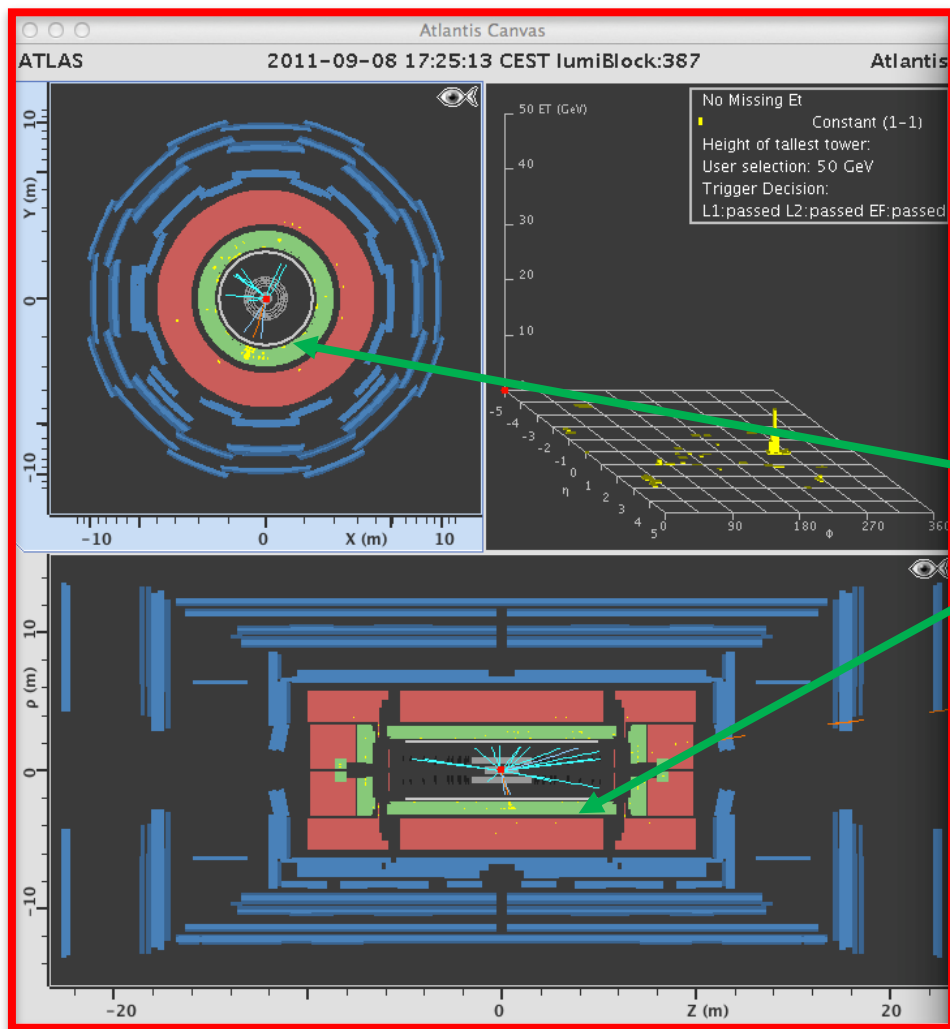 Atlantis Canvas
ATLAS 2011-09-08 17:25:13 CEST lumiBlock:387 Atlantis
10
Y (m)
0
-10
-10 0 X (m) 10
50 ET (GeV)
40
30
20
10
No Missing Et
Constant (1-1)
Height of tallest tower:
User selection: 50 GeV
Trigger Decision:
L1:passed L2:passed EF:passed
-5 -4 -3 -2 -1 0 1 2 3 4 5
η
0 90 180 270 360
Φ
10
ρ (m)
0
-10
-20 0 Z (m) 20